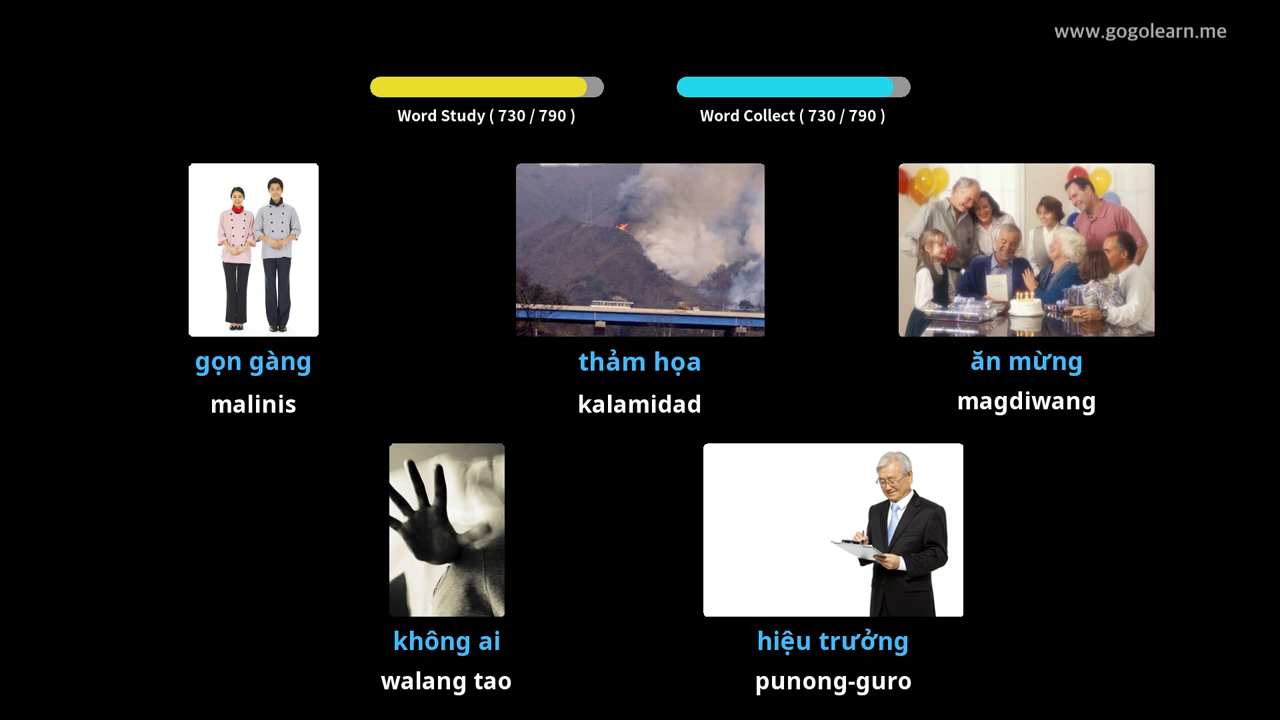 www.gogolearn.me
Word Study ( 730 / 790 )
Word Collect ( 730 / 790 )
gọn gàng
malinis
thảm họa
kalamidad
ăn mừng
magdiwang
không ai
walang tao
hiệu trưởng
punong-guro